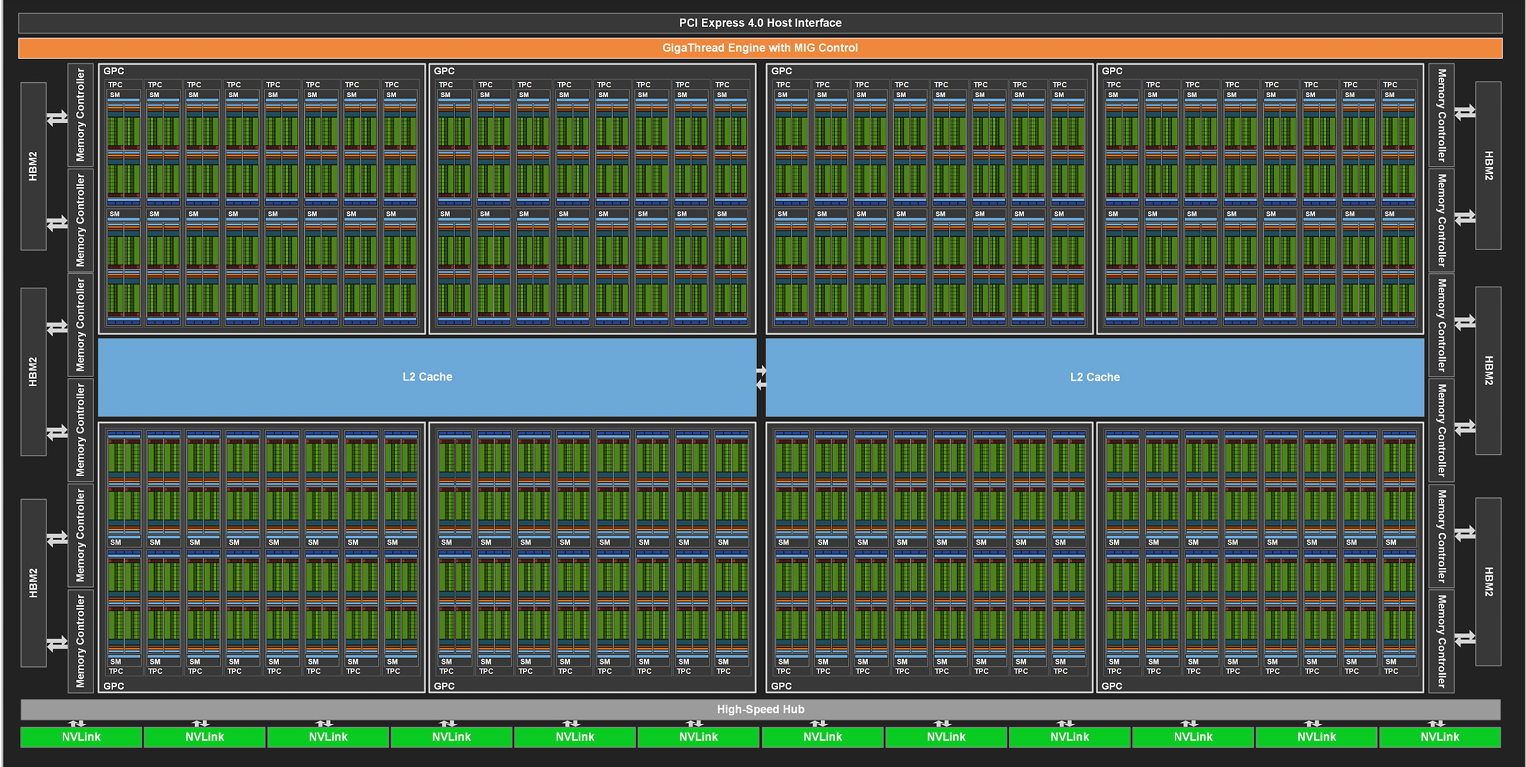 PCI Express 4.0 Host Interface
GigaThread Engine with MIG Control
HBM2
HBM2
HBM2
Memory Controller
Memory Controller
Memory Controller
Memory Controller
Memory Controller
Memory Controller
GPC GPC GPC GPC
TPC TPC TPC TPC TPC TPC TPC TPC TPC TPC TPC TPC TPC TPC TPC TPC TPC TPC TPC TPC TPC TPC TPC TPC TPC TPC TPC TPC TPC TPC TPC TPC
SM SM SM SM SM SM SM SM SM SM SM SM SM SM SM SM SM SM SM SM SM SM SM SM SM SM SM SM SM SM SM SM
SM SM SM SM SM SM SM SM SM SM SM SM SM SM SM SM SM SM SM SM SM SM SM SM SM SM SM SM SM SM SM SM
L2 Cache L2 Cache
SM SM SM SM SM SM SM SM SM SM SM SM SM SM SM SM SM SM SM SM SM SM SM SM SM SM SM SM SM SM SM SM
SM SM SM SM SM SM SM SM SM SM SM SM SM SM SM SM SM SM SM SM SM SM SM SM SM SM SM SM SM SM SM SM
TPC TPC TPC TPC TPC TPC TPC TPC TPC TPC TPC TPC TPC TPC TPC TPC TPC TPC TPC TPC TPC TPC TPC TPC TPC TPC TPC TPC TPC TPC TPC TPC
GPC GPC GPC GPC
Memory Controller
Memory Controller
Memory Controller
Memory Controller
Memory Controller
Memory Controller
HBM2
HBM2
HBM2
High-Speed Hub
NVLink NVLink NVLink NVLink NVLink NVLink NVLink NVLink NVLink NVLink NVLink NVLink